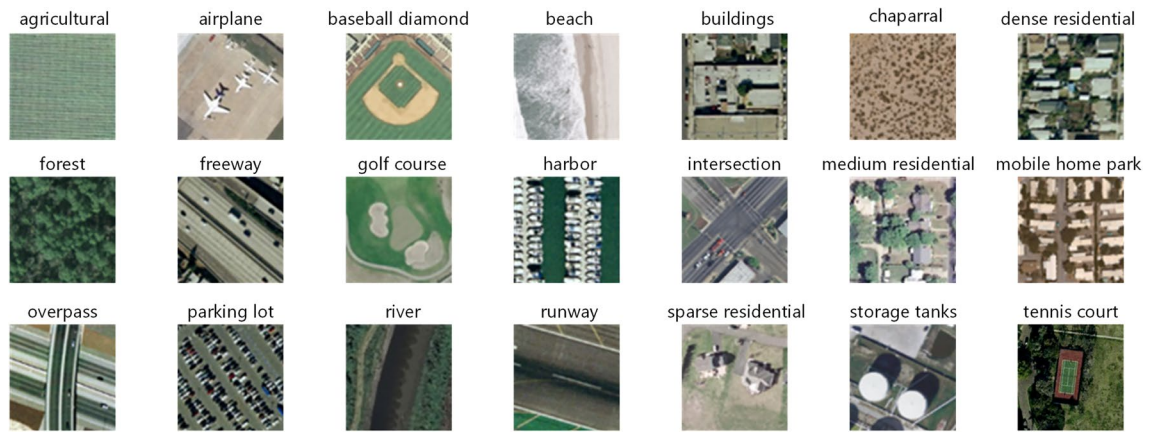 agricultural
airplane
baseball diamond
beach
buildings
chaparral
dense residential
forest
freeway
golf course
harbor
intersection
medium residential
mobile home park
overpass
parking lot
river
runway
sparse residential
storage tanks
tennis court